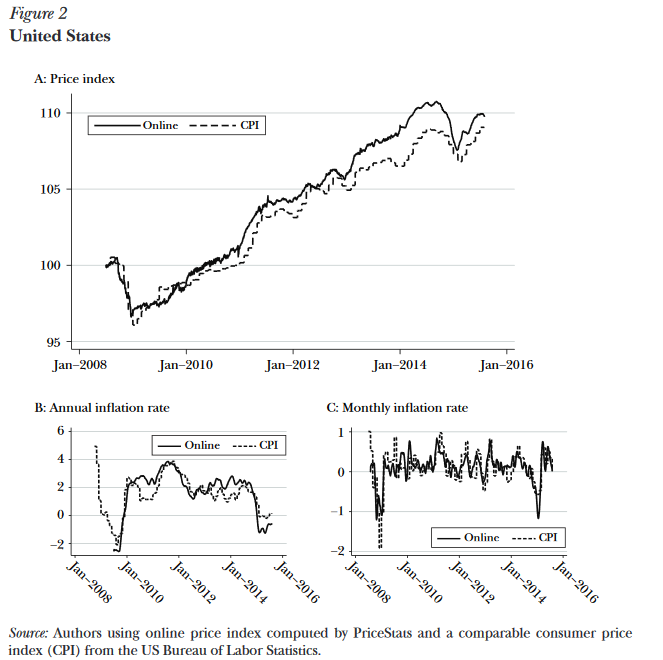 Figure 2
United States
A: Price index
110
105
100
95
Online
CPI
Jan–2008
Jan–2010
Jan–2012
Jan–2014
Jan–2016
B: Annual inflation rate
6
4
2
0
−2
Online
CPI
Jan–2008
Jan–2010
Jan–2012
Jan–2014
Jan–2016
C: Monthly inflation rate
1
0
−1
−2
Online
CPI
Jan–2008
Jan–2010
Jan–2012
Jan–2014
Jan–2016
Source: Authors using online price index computed by PriceStats and a comparable consumer price
index (CPI) from the US Bureau of Labor Statistics.